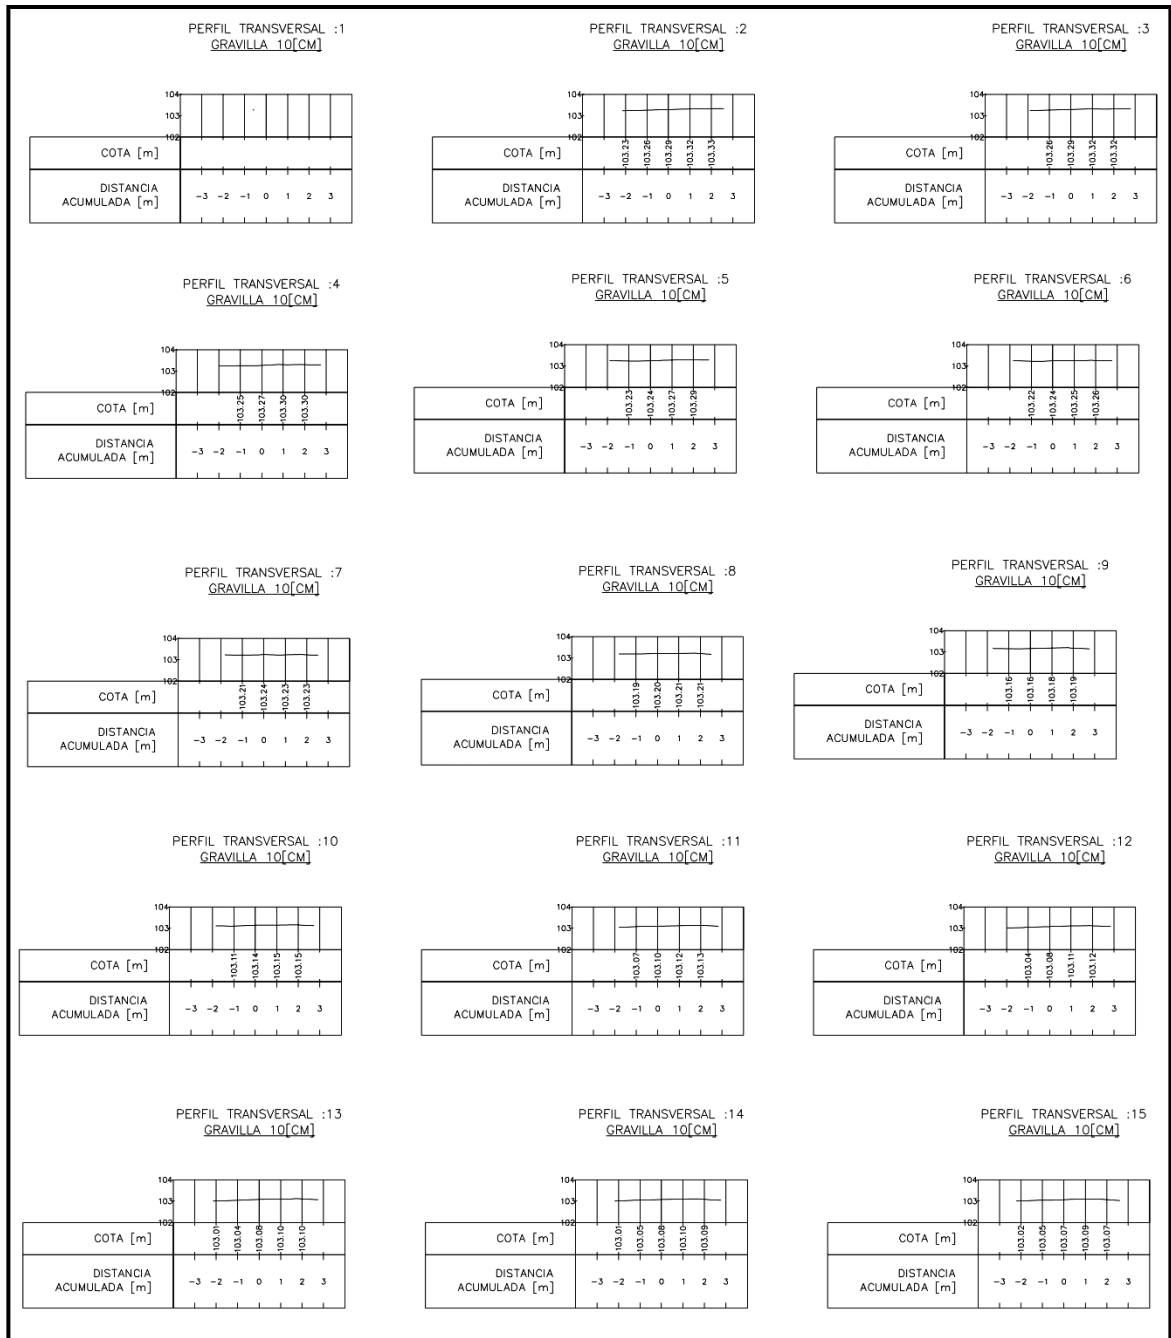 PERFIL TRANSVERSAL :1
GRAVILLA 10[CM]
104
103
102
COTA [m]
DISTANCIA
ACUMULADA [m]
-3 -2 -1 0 1 2 3
PERFIL TRANSVERSAL :2
GRAVILLA 10[CM]
104
103
102
COTA [m]
103.23 103.26 103.29 103.32 103.33
DISTANCIA
ACUMULADA [m]
-3 -2 -1 0 1 2 3
PERFIL TRANSVERSAL :3
GRAVILLA 10[CM]
104
103
102
COTA [m]
103.26 103.29 103.32 103.32
DISTANCIA
ACUMULADA [m]
-3 -2 -1 0 1 2 3
PERFIL TRANSVERSAL :4
GRAVILLA 10[CM]
104
103
102
COTA [m]
103.25 103.27 103.30 103.30
DISTANCIA
ACUMULADA [m]
-3 -2 -1 0 1 2 3
PERFIL TRANSVERSAL :5
GRAVILLA 10[CM]
104
103
102
COTA [m]
103.23 103.24 103.27 103.29
DISTANCIA
ACUMULADA [m]
-3 -2 -1 0 1 2 3
PERFIL TRANSVERSAL :6
GRAVILLA 10[CM]
104
103
102
COTA [m]
103.22 103.24 103.25 103.26
DISTANCIA
ACUMULADA [m]
-3 -2 -1 0 1 2 3
PERFIL TRANSVERSAL :7
GRAVILLA 10[CM]
104
103
102
COTA [m]
103.21 103.24 103.23 103.23
DISTANCIA
ACUMULADA [m]
-3 -2 -1 0 1 2 3
PERFIL TRANSVERSAL :8
GRAVILLA 10[CM]
104
103
102
COTA [m]
103.19 103.20 103.21 103.21
DISTANCIA
ACUMULADA [m]
-3 -2 -1 0 1 2 3
PERFIL TRANSVERSAL :9
GRAVILLA 10[CM]
104
103
102
COTA [m]
103.16 103.16 103.18 103.19
DISTANCIA
ACUMULADA [m]
-3 -2 -1 0 1 2 3
PERFIL TRANSVERSAL :10
GRAVILLA 10[CM]
104
103
102
COTA [m]
103.11 103.14 103.15 103.15
DISTANCIA
ACUMULADA [m]
-3 -2 -1 0 1 2 3
PERFIL TRANSVERSAL :11
GRAVILLA 10[CM]
104
103
102
COTA [m]
103.07 103.10 103.12 103.13
DISTANCIA
ACUMULADA [m]
-3 -2 -1 0 1 2 3
PERFIL TRANSVERSAL :12
GRAVILLA 10[CM]
104
103
102
COTA [m]
103.04 103.08 103.11 103.12
DISTANCIA
ACUMULADA [m]
-3 -2 -1 0 1 2 3
PERFIL TRANSVERSAL :13
GRAVILLA 10[CM]
104
103
102
COTA [m]
103.01 103.04 103.08 103.10 103.10
DISTANCIA
ACUMULADA [m]
-3 -2 -1 0 1 2 3
PERFIL TRANSVERSAL :14
GRAVILLA 10[CM]
104
103
102
COTA [m]
103.01 103.05 103.08 103.10 103.09
DISTANCIA
ACUMULADA [m]
-3 -2 -1 0 1 2 3
PERFIL TRANSVERSAL :15
GRAVILLA 10[CM]
104
103
102
COTA [m]
103.02 103.05 103.07 103.09 103.07
DISTANCIA
ACUMULADA [m]
-3 -2 -1 0 1 2 3